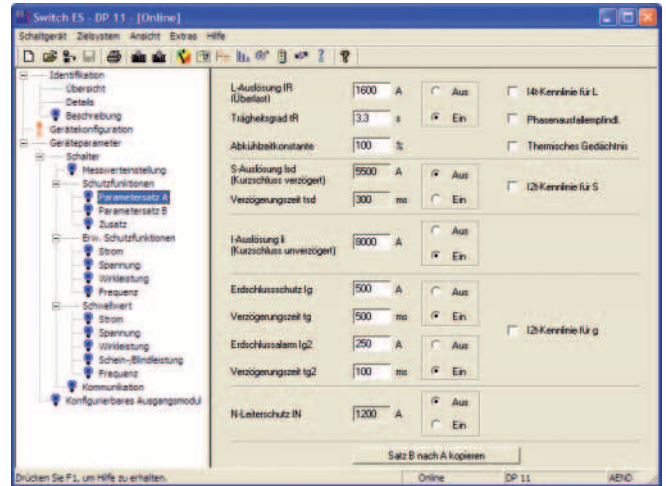 Switch ES - DP 11 - [Online]
Schaltgerät Zielsystem Ansicht Extras Hilfe
Identifikation
Übersicht
Details
Beschreibung
Gerätekonfiguration
Geräteparameter
Schalter
Messwerteinstellung
Schutzfunktionen
Parametersatz A
Parametersatz B
Zusatz
Erw. Schutzfunktionen
Strom
Spannung
Wirkleistung
Frequenz
Schwellwert
Strom
Spannung
Wirkleistung
Schein-/Blindleistung
Frequenz
Kommunikation
Konfigurierbares Ausgangsmodul
L-Auslösung IR
(Überlast)
1600 A
Aus
I4t-Kennlinie für L
Trägheitsgrad tR
3,3 s
Ein
Phasenausfallempfindl.
Abkühlzeitkonstante
100 %
Thermisches Gedächtnis
S-Auslösung Isd
(Kurzschluss verzögert)
5500 A
Aus
I2t-Kennlinie für S
Verzögerungszeit tsd
300 ms
Ein
I-Auslösung Ii
(Kurzschluss unverzögert)
8000 A
Aus
Ein
Erdschlussschutz Ig
500 A
Aus
Verzögerungszeit tg
500 ms
Ein
I2t-Kennlinie für g
Erdschlussalarm Ig2
250 A
Aus
Verzögerungszeit tg2
100 ms
Ein
N-Leiterschutz IN
1200 A
Aus
Ein
Satz B nach A kopieren
Drücken Sie F1, um Hilfe zu erhalten.
Online
DP 11
AEND